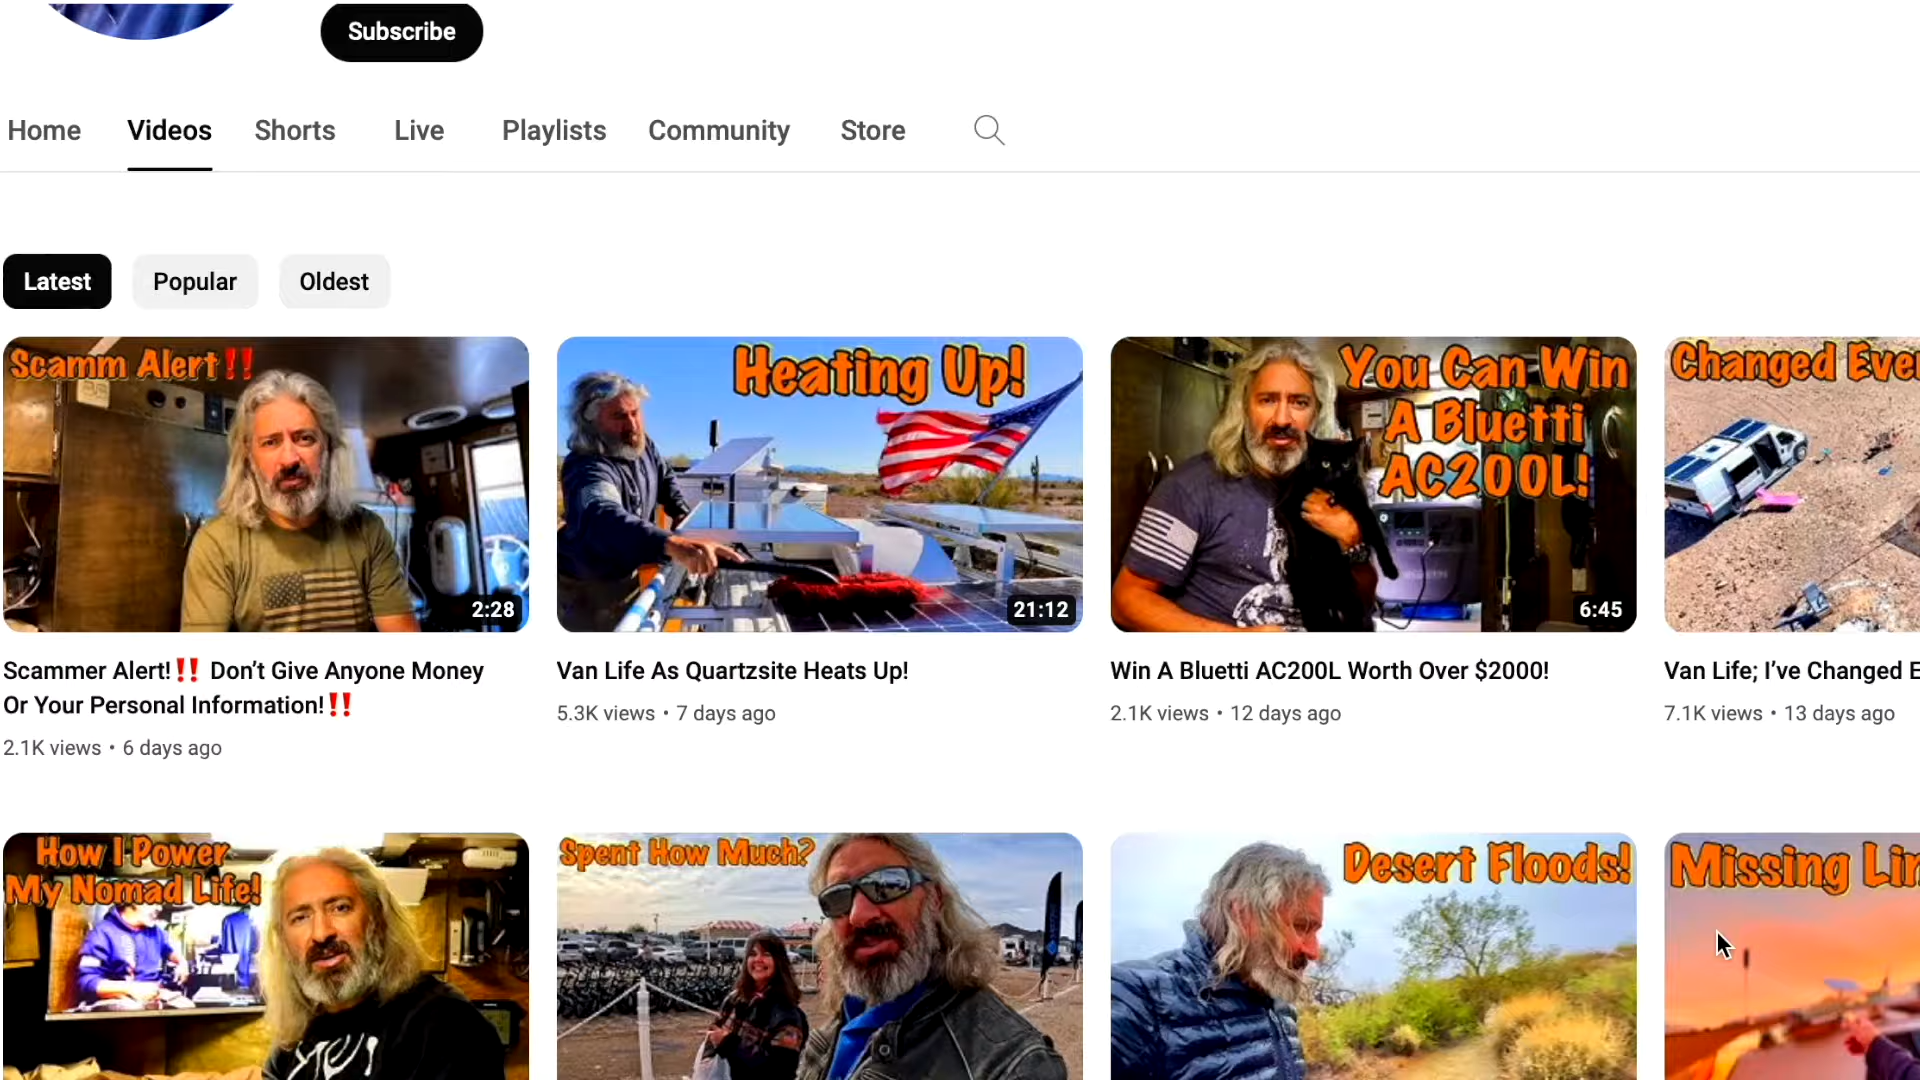 Subscribe
Home Videos Shorts Live Playlists Community Store
Latest Popular Oldest
Scamm Alert‼️
2:28
Heating Up!
21:12
You Can Win
A Bluetti
AC200L!
6:45
Changed Eve
Scammer Alert!‼️ Don’t Give Anyone Money
Or Your Personal Information!‼️
2.1K views • 6 days ago
Van Life As Quartzsite Heats Up!
5.3K views • 7 days ago
Win A Bluetti AC200L Worth Over $2000!
2.1K views • 12 days ago
Van Life; I’ve Changed E
7.1K views • 13 days ago
How I Power
My Nomad Life!
Spent How Much?
Desert Floods!
Missing Lin